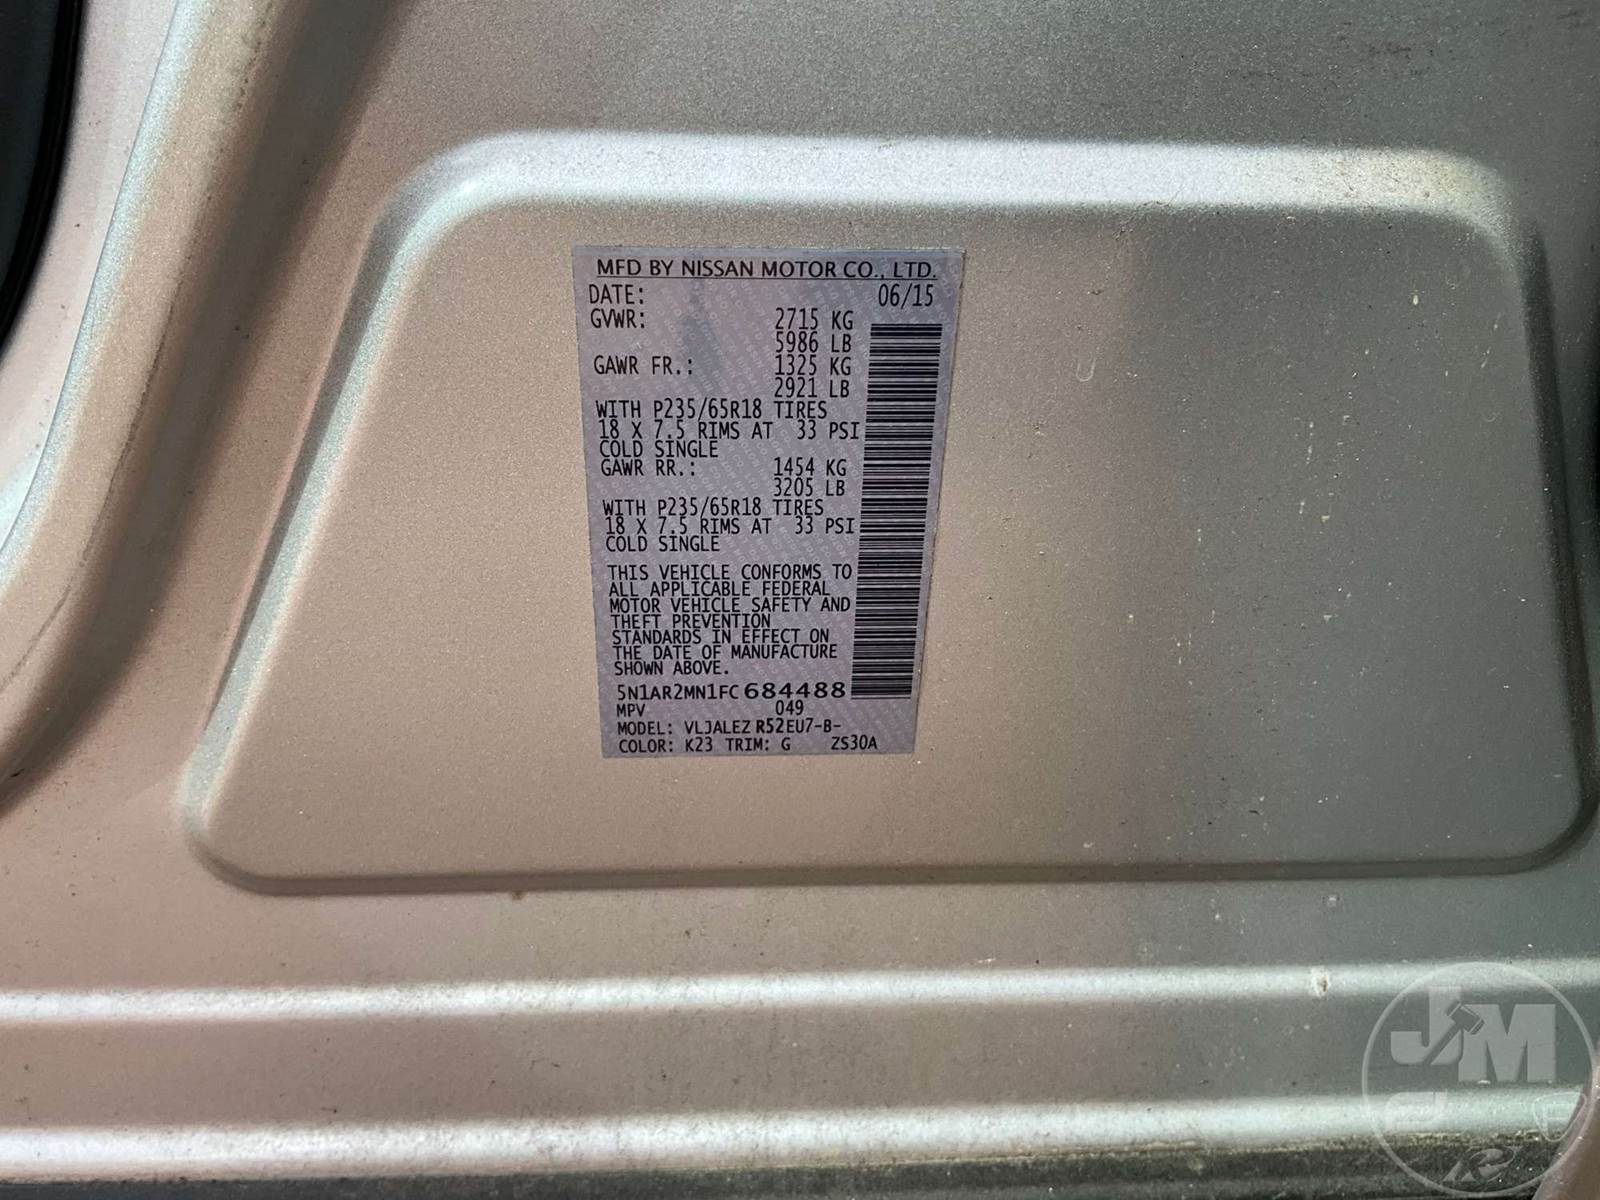 MFD BY NISSAN MOTOR CO., LTD.
DATE: 06/15
GVWR: 2715 KG
5986 LB
GAWR FR.: 1325 KG
2921 LB
WITH P235/65R18 TIRES
18 X 7.5 RIMS AT 33 PSI
COLD SINGLE
GAWR RR.: 1454 KG
3205 LB
WITH P235/65R18 TIRES
18 X 7.5 RIMS AT 33 PSI
COLD SINGLE
THIS VEHICLE CONFORMS TO
ALL APPLICABLE FEDERAL
MOTOR VEHICLE SAFETY AND
THEFT PREVENTION
STANDARDS IN EFFECT ON
THE DATE OF MANUFACTURE
SHOWN ABOVE.
5N1AR2MN1FC684488
MPV 049
MODEL: VLJALEZ R52EU7-B-
COLOR: K23 TRIM: G ZS30A
JM